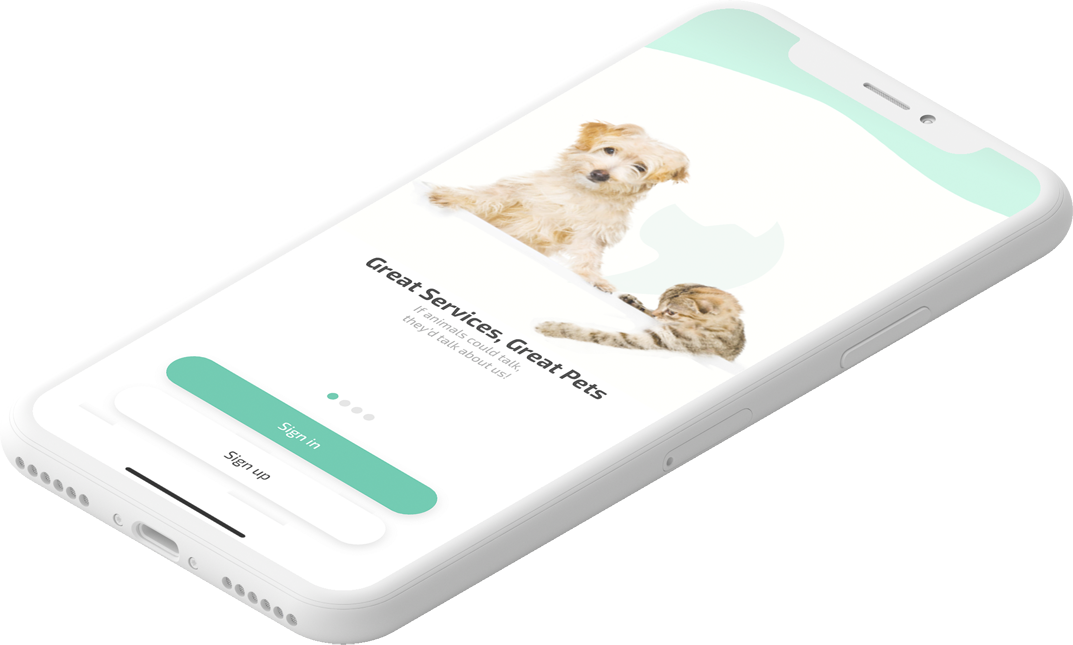 Great Services, Great Pets
If animals could talk,
they'd talk about us!
Sign in
Sign up